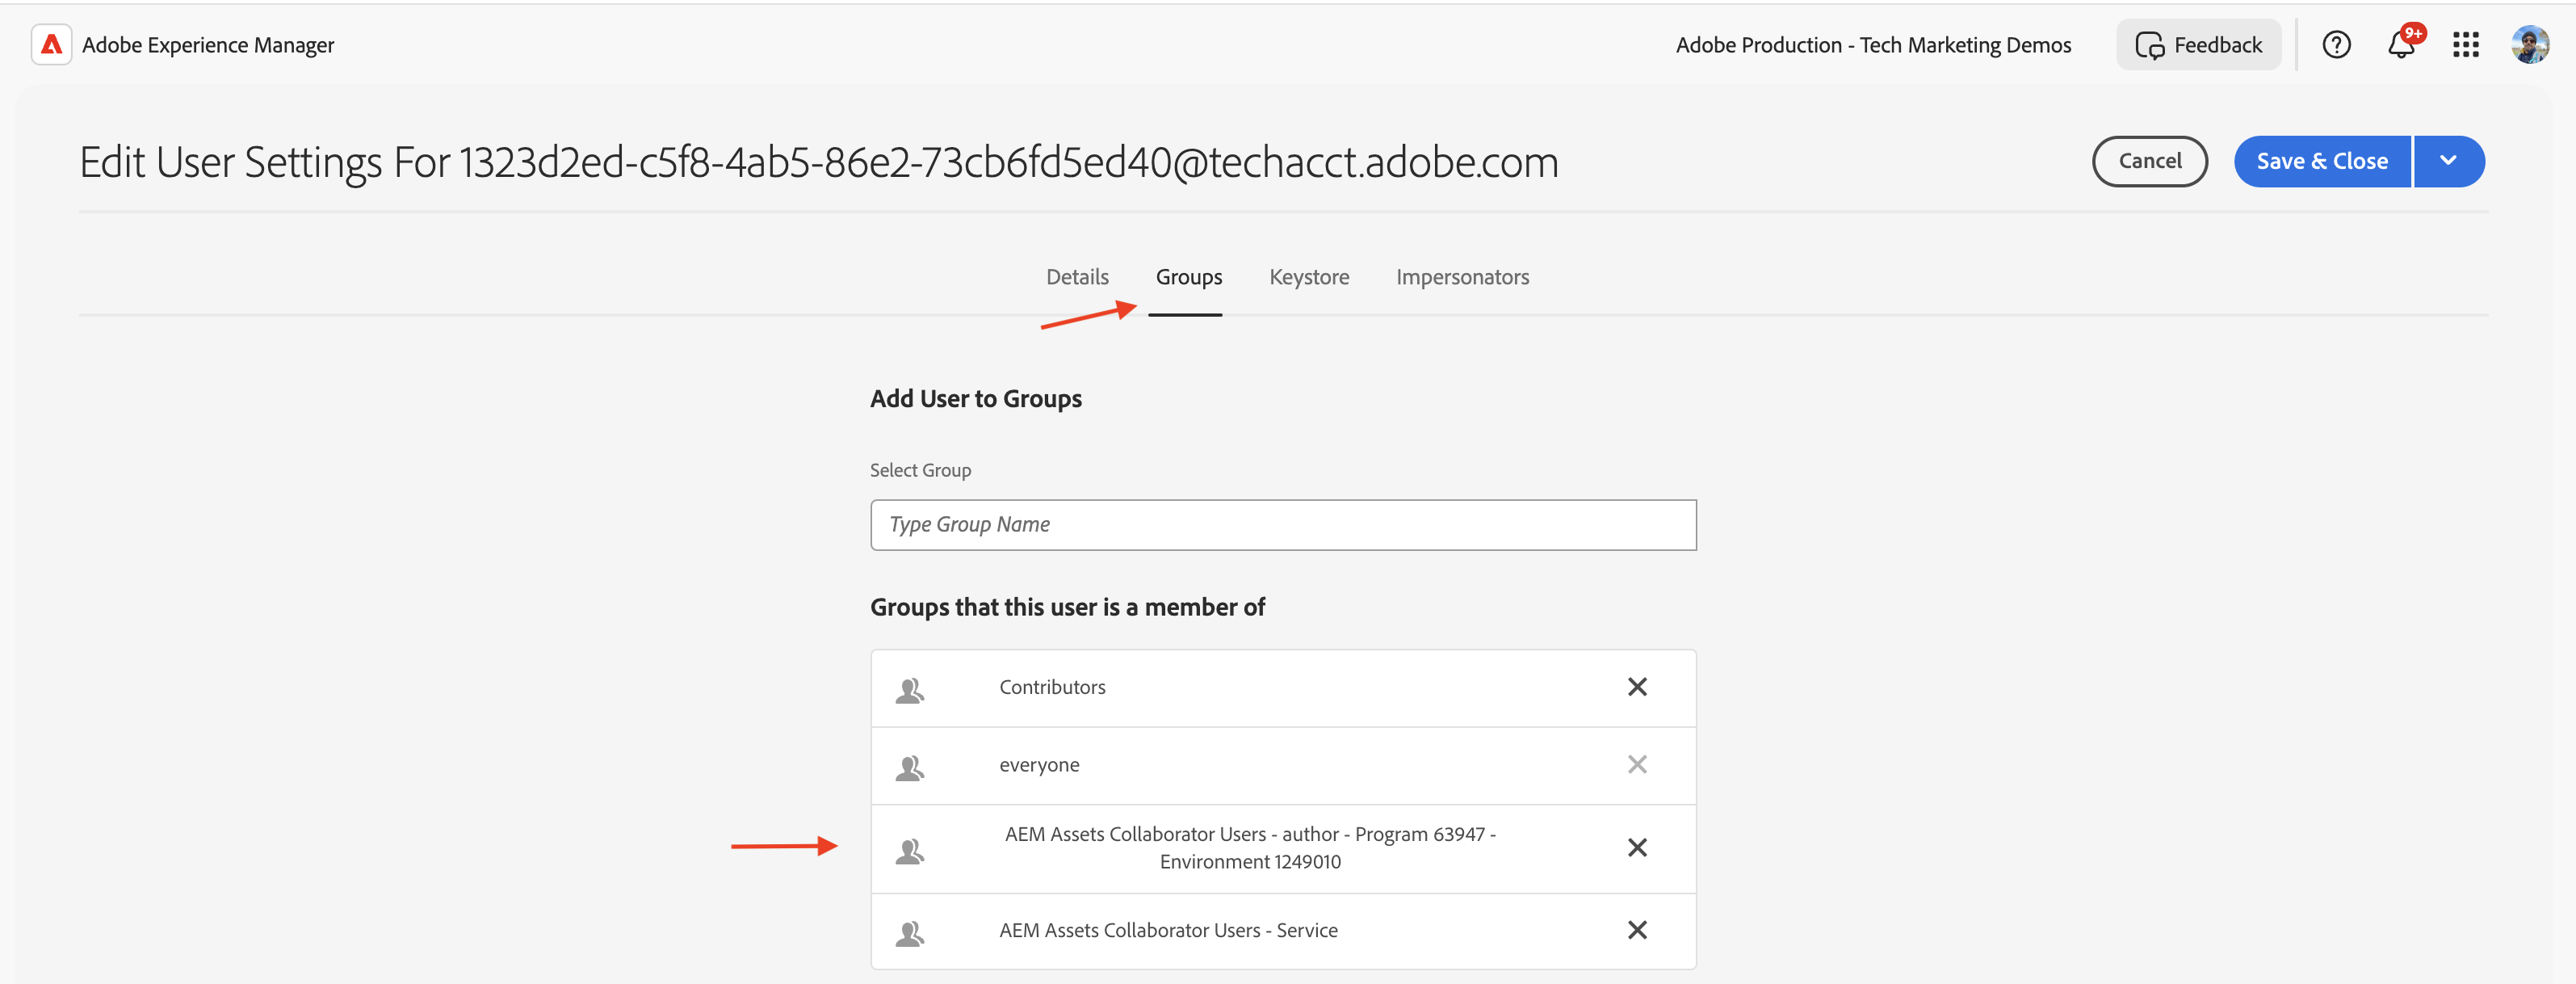 Adobe Experience Manager
Adobe Production - Tech Marketing Demos
Feedback
9+
Edit User Settings For 1323d2ed-c5f8-4ab5-86e2-73cb6fd5ed40@techacct.adobe.com
Cancel
Save & Close
Details
Groups
Keystore
Impersonators
Add User to Groups
Select Group
Type Group Name
Groups that this user is a member of
Contributors
everyone
AEM Assets Collaborator Users - author - Program 63947 -
Environment 1249010
AEM Assets Collaborator Users - Service